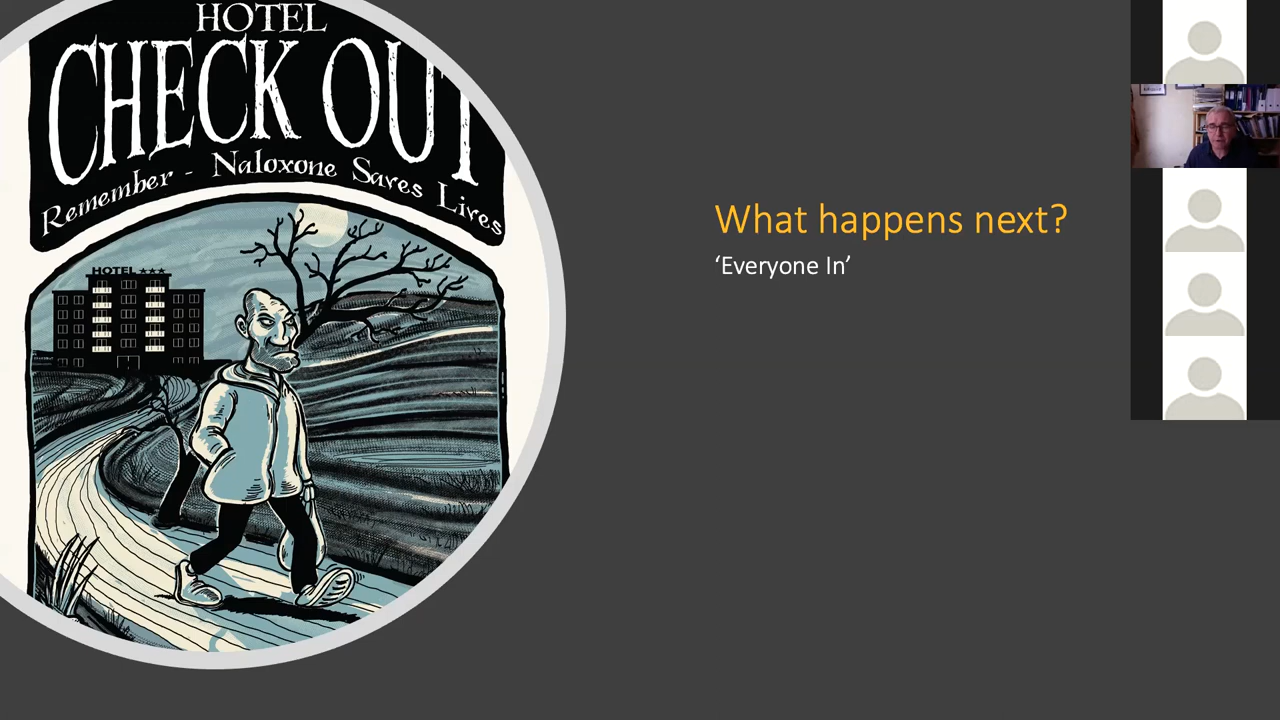 HOTEL
CHECK OUT
Remember - Naloxone Saves Lives
HOTEL ★★★
What happens next?
‘Everyone In’